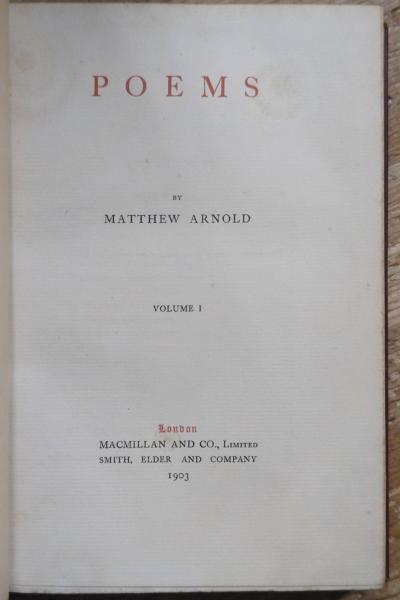 POEMS
BY
MATTHEW ARNOLD
VOLUME I
London
MACMILLAN AND CO., LIMITED
SMITH, ELDER AND COMPANY
1903